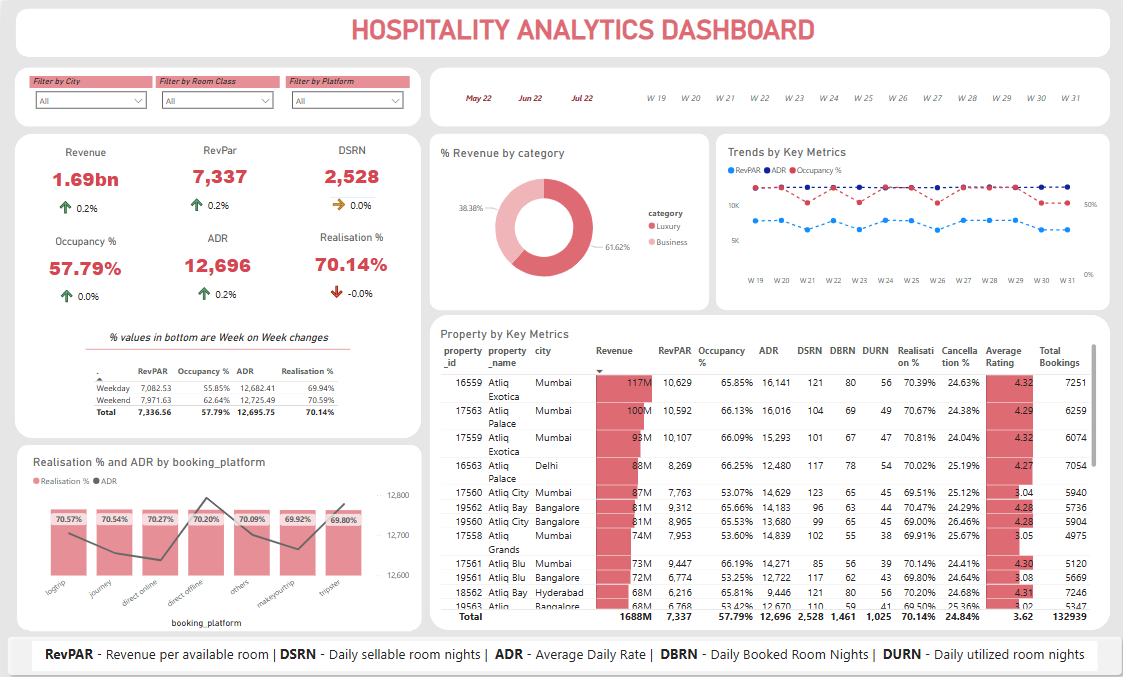 HOSPITALITY ANALYTICS DASHBOARD
Filter by City Filter by Room Class Filter by Platform
All All All
May 22 Jun 22 Jul 22 W 19 W 20 W 21 W 22 W 23 W 24 W 25 W 26 W 27 W 28 W 29 W 30 W 31
Revenue RevPar DSRN
1.69bn 7,337 2,528
0.2% 0.2% 0.0%
Occupancy % ADR Realisation %
57.79% 12,696 70.14%
0.0% 0.2% -0.0%
% values in bottom are Week on Week changes
. RevPAR Occupancy % ADR Realisation %
Weekday 7,082.53 55.85% 12,682.41 69.94%
Weekend 7,971.63 62.64% 12,725.49 70.59%
Total 7,336.56 57.79% 12,695.75 70.14%
% Revenue by category
38.38%
61.62%
category
Luxury
Business
Trends by Key Metrics
RevPAR ADR Occupancy %
10K
5K
50%
0%
W 19 W 20 W 21 W 22 W 23 W 24 W 25 W 26 W 27 W 28 W 29 W 30 W 31
Realisation % and ADR by booking_platform
Realisation % ADR
12,800
12,700
12,600
70.57% 70.54% 70.27% 70.20% 70.09% 69.92% 69.80%
logtrip journey direct online direct offline others makeyourtrip tripster
booking_platform
Property by Key Metrics
property property city Revenue RevPAR Occupancy ADR DSRN DBRN DURN Realisati Cancella Average Total
_id _name % on % tion % Rating Bookings
16559 Atliq Mumbai 117M 10,629 65.85% 16,141 121 80 56 70.39% 24.63% 4.32 7251
Exotica
17563 Atliq Mumbai 100M 10,592 66.13% 16,016 104 69 49 70.67% 24.38% 4.29 6259
Palace
17559 Atliq Mumbai 93M 10,107 66.09% 15,293 101 67 47 70.81% 24.04% 4.32 6074
Exotica
16563 Atliq Delhi 88M 8,269 66.25% 12,480 117 78 54 70.02% 25.19% 4.27 7054
Palace
17560 Atliq City Mumbai 87M 7,763 53.07% 14,629 123 65 45 69.51% 25.12% 3.04 5940
19562 Atliq Bay Bangalore 81M 9,312 65.66% 14,183 96 63 44 70.47% 24.29% 4.28 5736
19560 Atliq City Bangalore 81M 8,965 65.53% 13,680 99 65 45 69.00% 26.46% 4.28 5904
17558 Atliq Mumbai 74M 7,953 53.60% 14,839 102 55 38 69.91% 25.67% 3.05 4975
Grands
17561 Atliq Blu Mumbai 73M 9,447 66.19% 14,271 85 56 39 70.14% 24.41% 4.30 5120
19561 Atliq Blu Bangalore 72M 6,774 53.25% 12,722 117 62 43 69.80% 24.64% 3.08 5669
18562 Atliq Bay Hyderabad 68M 6,216 65.81% 9,446 121 80 56 70.20% 24.68% 4.31 7246
19563 Atliq Bangalore 68M 6,768 53.42% 12,670 110 59 41 69.50% 25.36% 3.02 5347
Total 1688M 7,337 57.79% 12,696 2,528 1,461 1,025 70.14% 24.84% 3.62 132939
RevPAR - Revenue per available room | DSRN - Daily sellable room nights | ADR - Average Daily Rate | DBRN - Daily Booked Room Nights | DURN - Daily utilized room nights